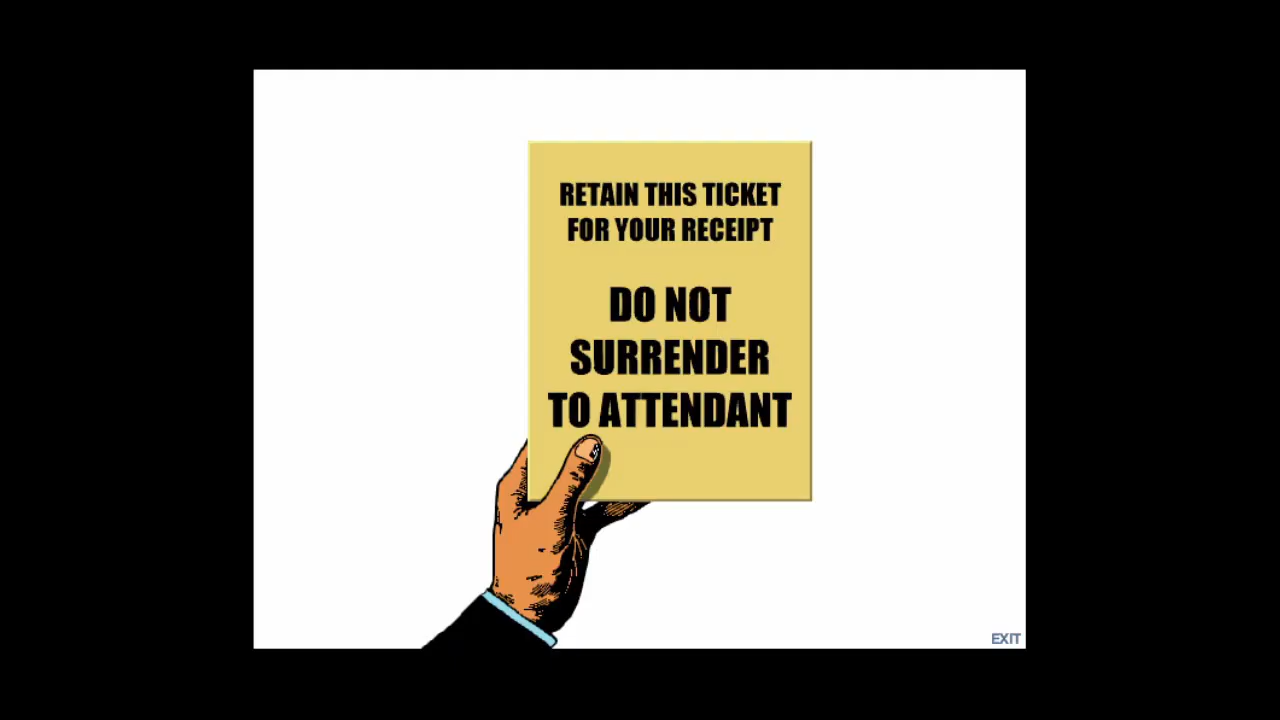 RETAIN THIS TICKET
FOR YOUR RECEIPT
DO NOT
SURRENDER
TO ATTENDANT
EXIT